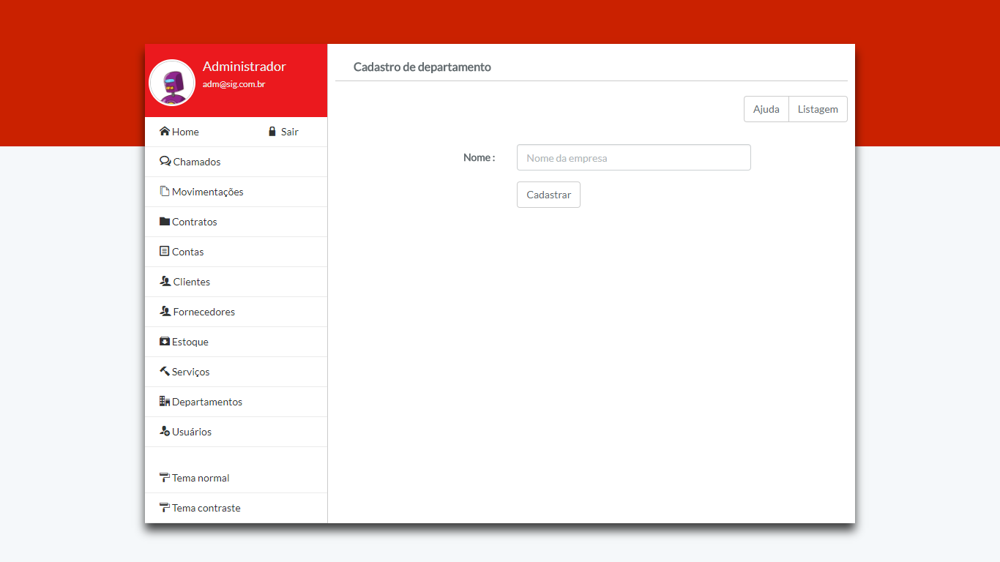 Administrador
adm@sig.com.br
Home
Sair
Chamados
Movimentações
Contratos
Contas
Clientes
Fornecedores
Estoque
Serviços
Departamentos
Usuários
Tema normal
Tema contraste
Cadastro de departamento
Ajuda
Listagem
Nome :
Nome da empresa
Cadastrar